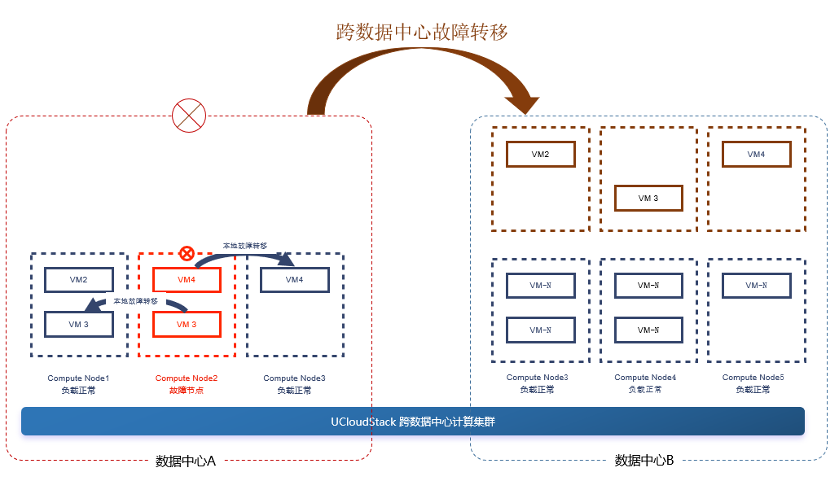 跨数据中心故障转移
VM2
VM4
VM 3
本地故障转移
VM2
VM4
VM4
本地故障转移
VM 3
VM 3
VM-N
VM-N
VM-N
VM-N
VM-N
Compute Node1
负载正常
Compute Node2
故障节点
Compute Node3
负载正常
Compute Node3
负载正常
Compute Node4
负载正常
Compute Node5
负载正常
UCloudStack 跨数据中心计算集群
数据中心A
数据中心B